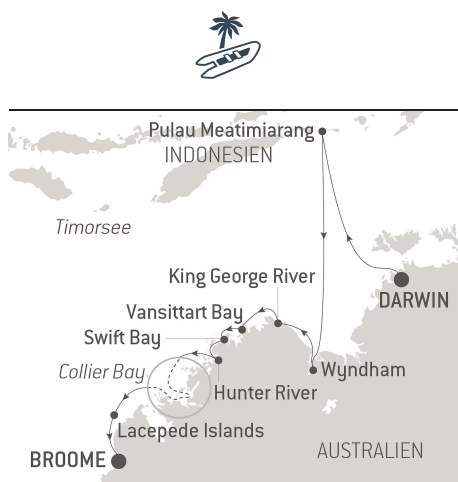 Pulau Meatimiarang
INDONESIEN
Timorsee
King George River
DARWIN
Vansittart Bay
Swift Bay
Collier Bay
Wyndham
Hunter River
Lacepede Islands
AUSTRALIEN
BROOME